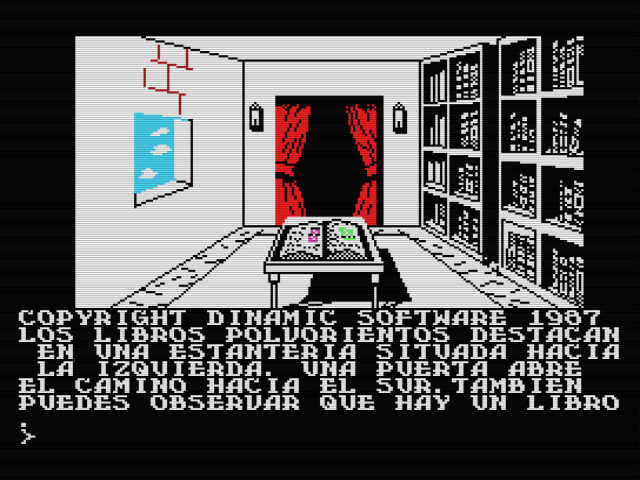 COPYRIGHT DINAMIC SOFTWARE 1987
LOS LIBROS POLVORIENTOS DESTACAN
EN UNA ESTANTERIA SITUADA HACIA
LA IZQUIERDA. UNA PUERTA ABRE
EL CAMINO HACIA EL SUR.TAMBIEN
PUEDES OBSERVAR QUE HAY UN LIBRO
.
>